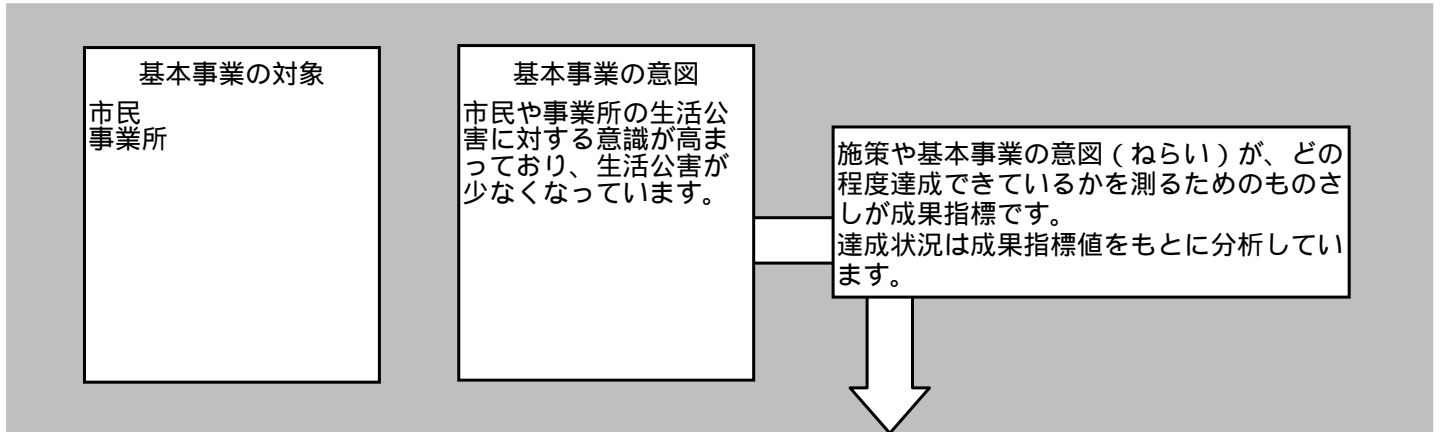 基本事業の対象
市民
事業所
基本事業の意図
市民や事業所の生活公
害に対する意識が高ま
っており、生活公害が
少なくなっています。
施策や基本事業の意図（ねらい）が、どの
程度達成できているかを測るためのものさ
しが成果指標です。
達成状況は成果指標値をもとに分析してい
ます。